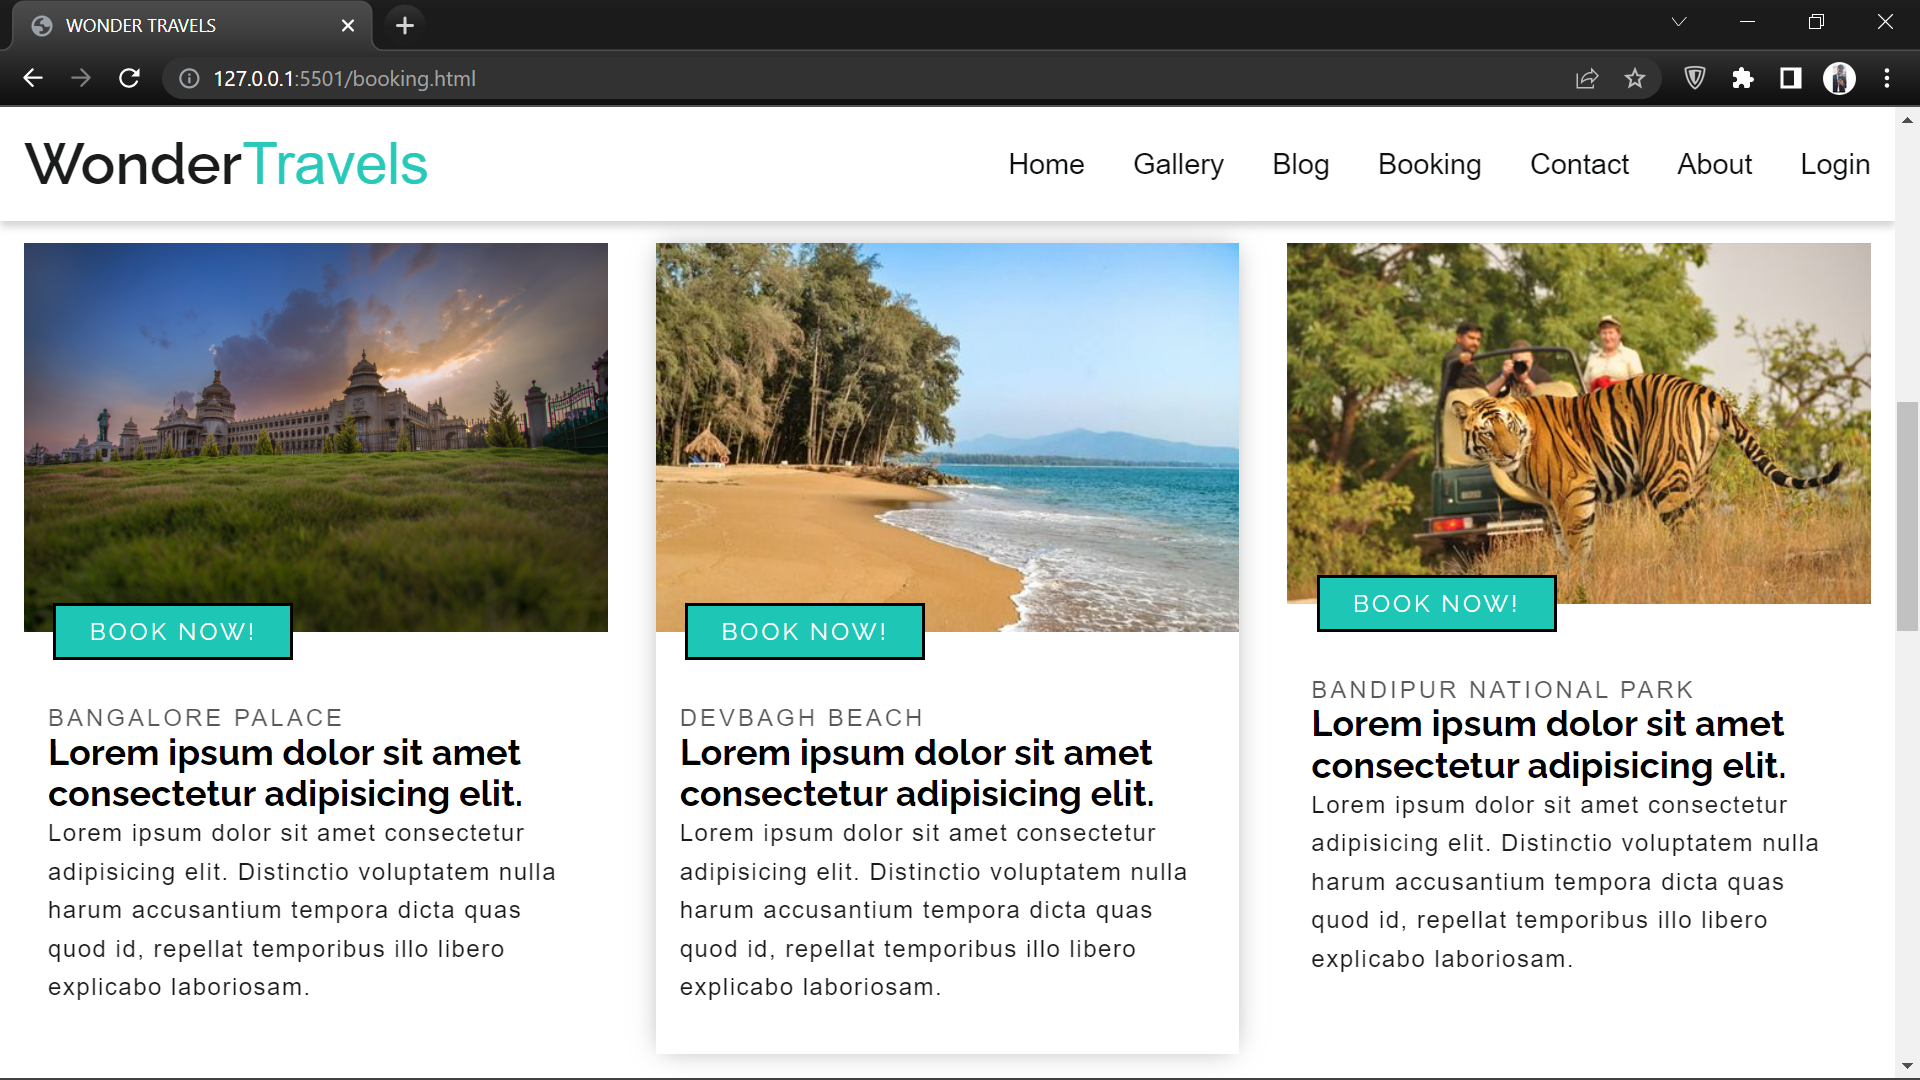 WONDER TRAVELS
127.0.0.1:5501/booking.html
WonderTravels
Home Gallery Blog Booking Contact About Login
BOOK NOW!
BANGALORE PALACE
Lorem ipsum dolor sit amet
consectetur adipisicing elit.
Lorem ipsum dolor sit amet consectetur
adipisicing elit. Distinctio voluptatem nulla
harum accusantium tempora dicta quas
quod id, repellat temporibus illo libero
explicabo laboriosam.
BOOK NOW!
DEVBAGH BEACH
Lorem ipsum dolor sit amet
consectetur adipisicing elit.
Lorem ipsum dolor sit amet consectetur
adipisicing elit. Distinctio voluptatem nulla
harum accusantium tempora dicta quas
quod id, repellat temporibus illo libero
explicabo laboriosam.
BOOK NOW!
BANDIPUR NATIONAL PARK
Lorem ipsum dolor sit amet
consectetur adipisicing elit.
Lorem ipsum dolor sit amet consectetur
adipisicing elit. Distinctio voluptatem nulla
harum accusantium tempora dicta quas
quod id, repellat temporibus illo libero
explicabo laboriosam.